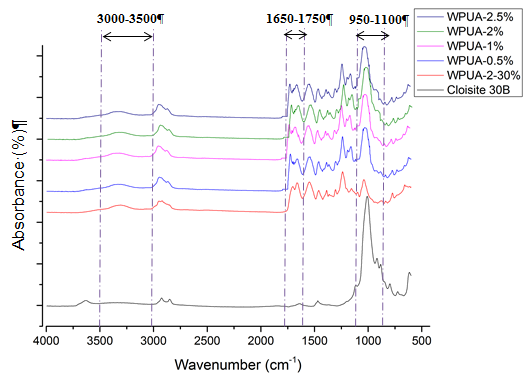 3000-3500¶
1650-1750¶
950-1100¶
WPUA-2.5%
WPUA-2%
WPUA-1%
WPUA-0.5%
WPUA-2-30%
Cloisite 30B
Absorbance·(%)¶
4000 3500 3000 2500 2000 1500 1000 500
Wavenumber (cm-1)